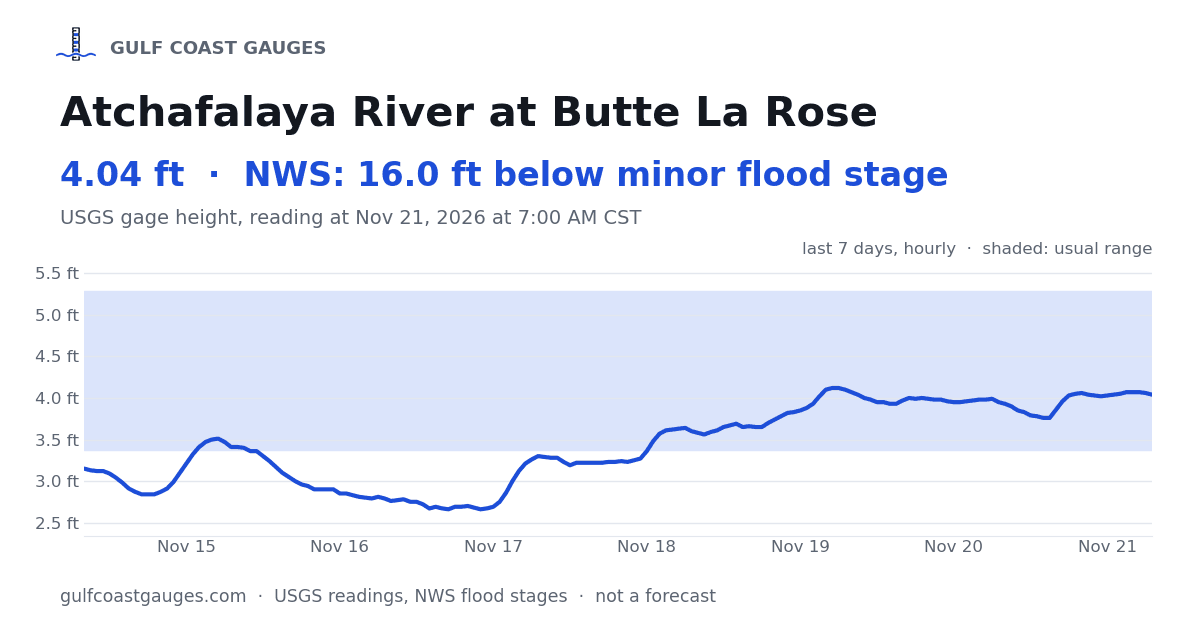 GULF COAST GAUGES
Atchafalaya River at Butte La Rose
4.04 ft · NWS: 16.0 ft below minor flood stage
USGS gage height, reading at Nov 21, 2026 at 7:00 AM CST
last 7 days, hourly · shaded: usual range
5.5 ft
5.0 ft
4.5 ft
4.0 ft
3.5 ft
3.0 ft
2.5 ft
Nov 15 Nov 16 Nov 17 Nov 18 Nov 19 Nov 20 Nov 21
gulfcoastgauges.com · USGS readings, NWS flood stages · not a forecast